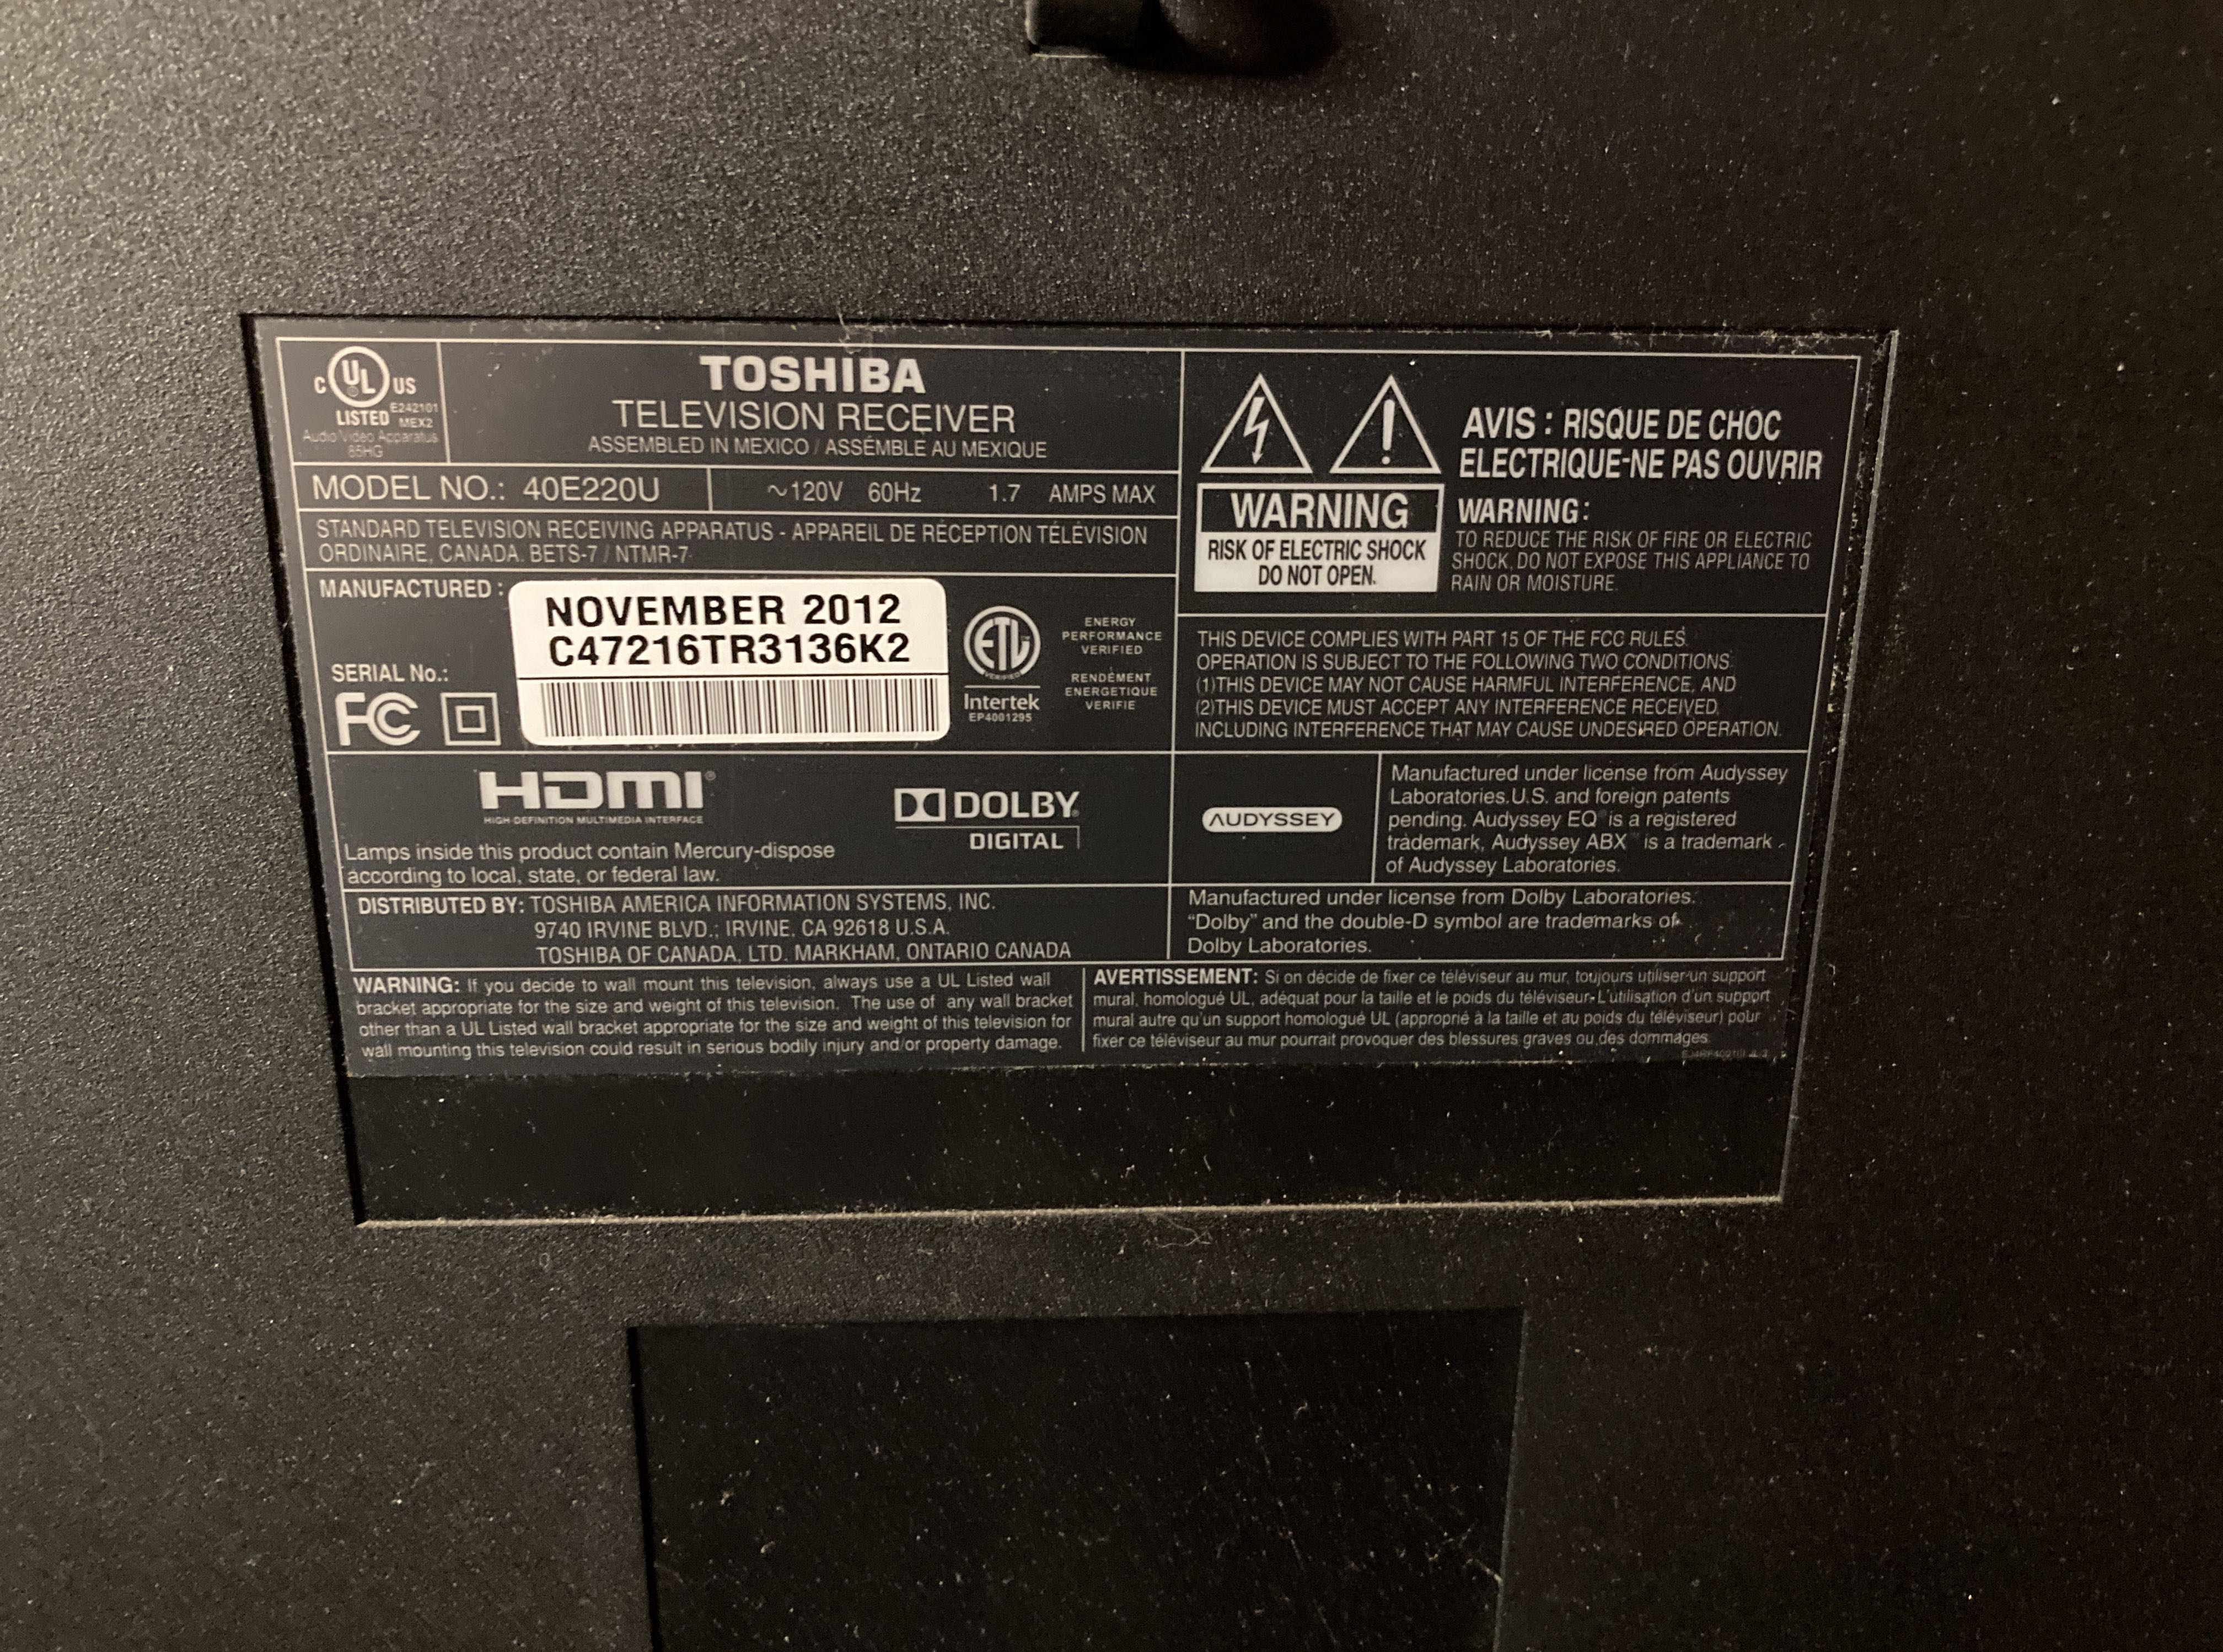 C UL US
LISTED E242101
MEX2
Audio/Video Apparatus
65HG
TOSHIBA
TELEVISION RECEIVER
ASSEMBLED IN MEXICO / ASSEMBLÉ AU MEXIQUE
MODEL NO.: 40E220U
~120V 60Hz 1.7 AMPS MAX
STANDARD TELEVISION RECEIVING APPARATUS - APPAREIL DE RÉCEPTION TÉLÉVISION
ORDINAIRE, CANADA. BETS-7 / NTMR-7
MANUFACTURED :
NOVEMBER 2012
C47216TR3136K2
SERIAL No.:
FC
ETL
VERIFIED
Intertek
EP4001295
ENERGY
PERFORMANCE
VERIFIED
RENDEMENT
ENERGETIQUE
VERIFIE
HDMI®
HIGH-DEFINITION MULTIMEDIA INTERFACE
DOLBY
DIGITAL
Lamps inside this product contain Mercury-dispose
according to local, state, or federal law.
DISTRIBUTED BY: TOSHIBA AMERICA INFORMATION SYSTEMS, INC.
9740 IRVINE BLVD.; IRVINE, CA 92618 U.S.A.
TOSHIBA OF CANADA, LTD. MARKHAM, ONTARIO CANADA
WARNING
RISK OF ELECTRIC SHOCK
DO NOT OPEN.
AVIS : RISQUE DE CHOC
ELECTRIQUE-NE PAS OUVRIR
WARNING:
TO REDUCE THE RISK OF FIRE OR ELECTRIC
SHOCK, DO NOT EXPOSE THIS APPLIANCE TO
RAIN OR MOISTURE.
THIS DEVICE COMPLIES WITH PART 15 OF THE FCC RULES.
OPERATION IS SUBJECT TO THE FOLLOWING TWO CONDITIONS:
(1)THIS DEVICE MAY NOT CAUSE HARMFUL INTERFERENCE, AND
(2)THIS DEVICE MUST ACCEPT ANY INTERFERENCE RECEIVED,
INCLUDING INTERFERENCE THAT MAY CAUSE UNDESIRED OPERATION.
AUDYSSEY
Manufactured under license from Audyssey
Laboratories.U.S. and foreign patents
pending. Audyssey EQ® is a registered
trademark, Audyssey ABX™ is a trademark
of Audyssey Laboratories.
Manufactured under license from Dolby Laboratories.
“Dolby” and the double-D symbol are trademarks of
Dolby Laboratories.
WARNING: If you decide to wall mount this television, always use a UL Listed wall
bracket appropriate for the size and weight of this television. The use of any wall bracket
other than a UL Listed wall bracket appropriate for the size and weight of this television for
wall mounting this television could result in serious bodily injury and/or property damage.
AVERTISSEMENT: Si on décide de fixer ce téléviseur au mur, toujours utiliser un support
mural, homologué UL, adéquat pour la taille et le poids du téléviseur. L'utilisation d'un support
mural autre qu'un support homologué UL (approprié à la taille et au poids du téléviseur) pour
fixer ce téléviseur au mur pourrait provoquer des blessures graves ou des dommages.